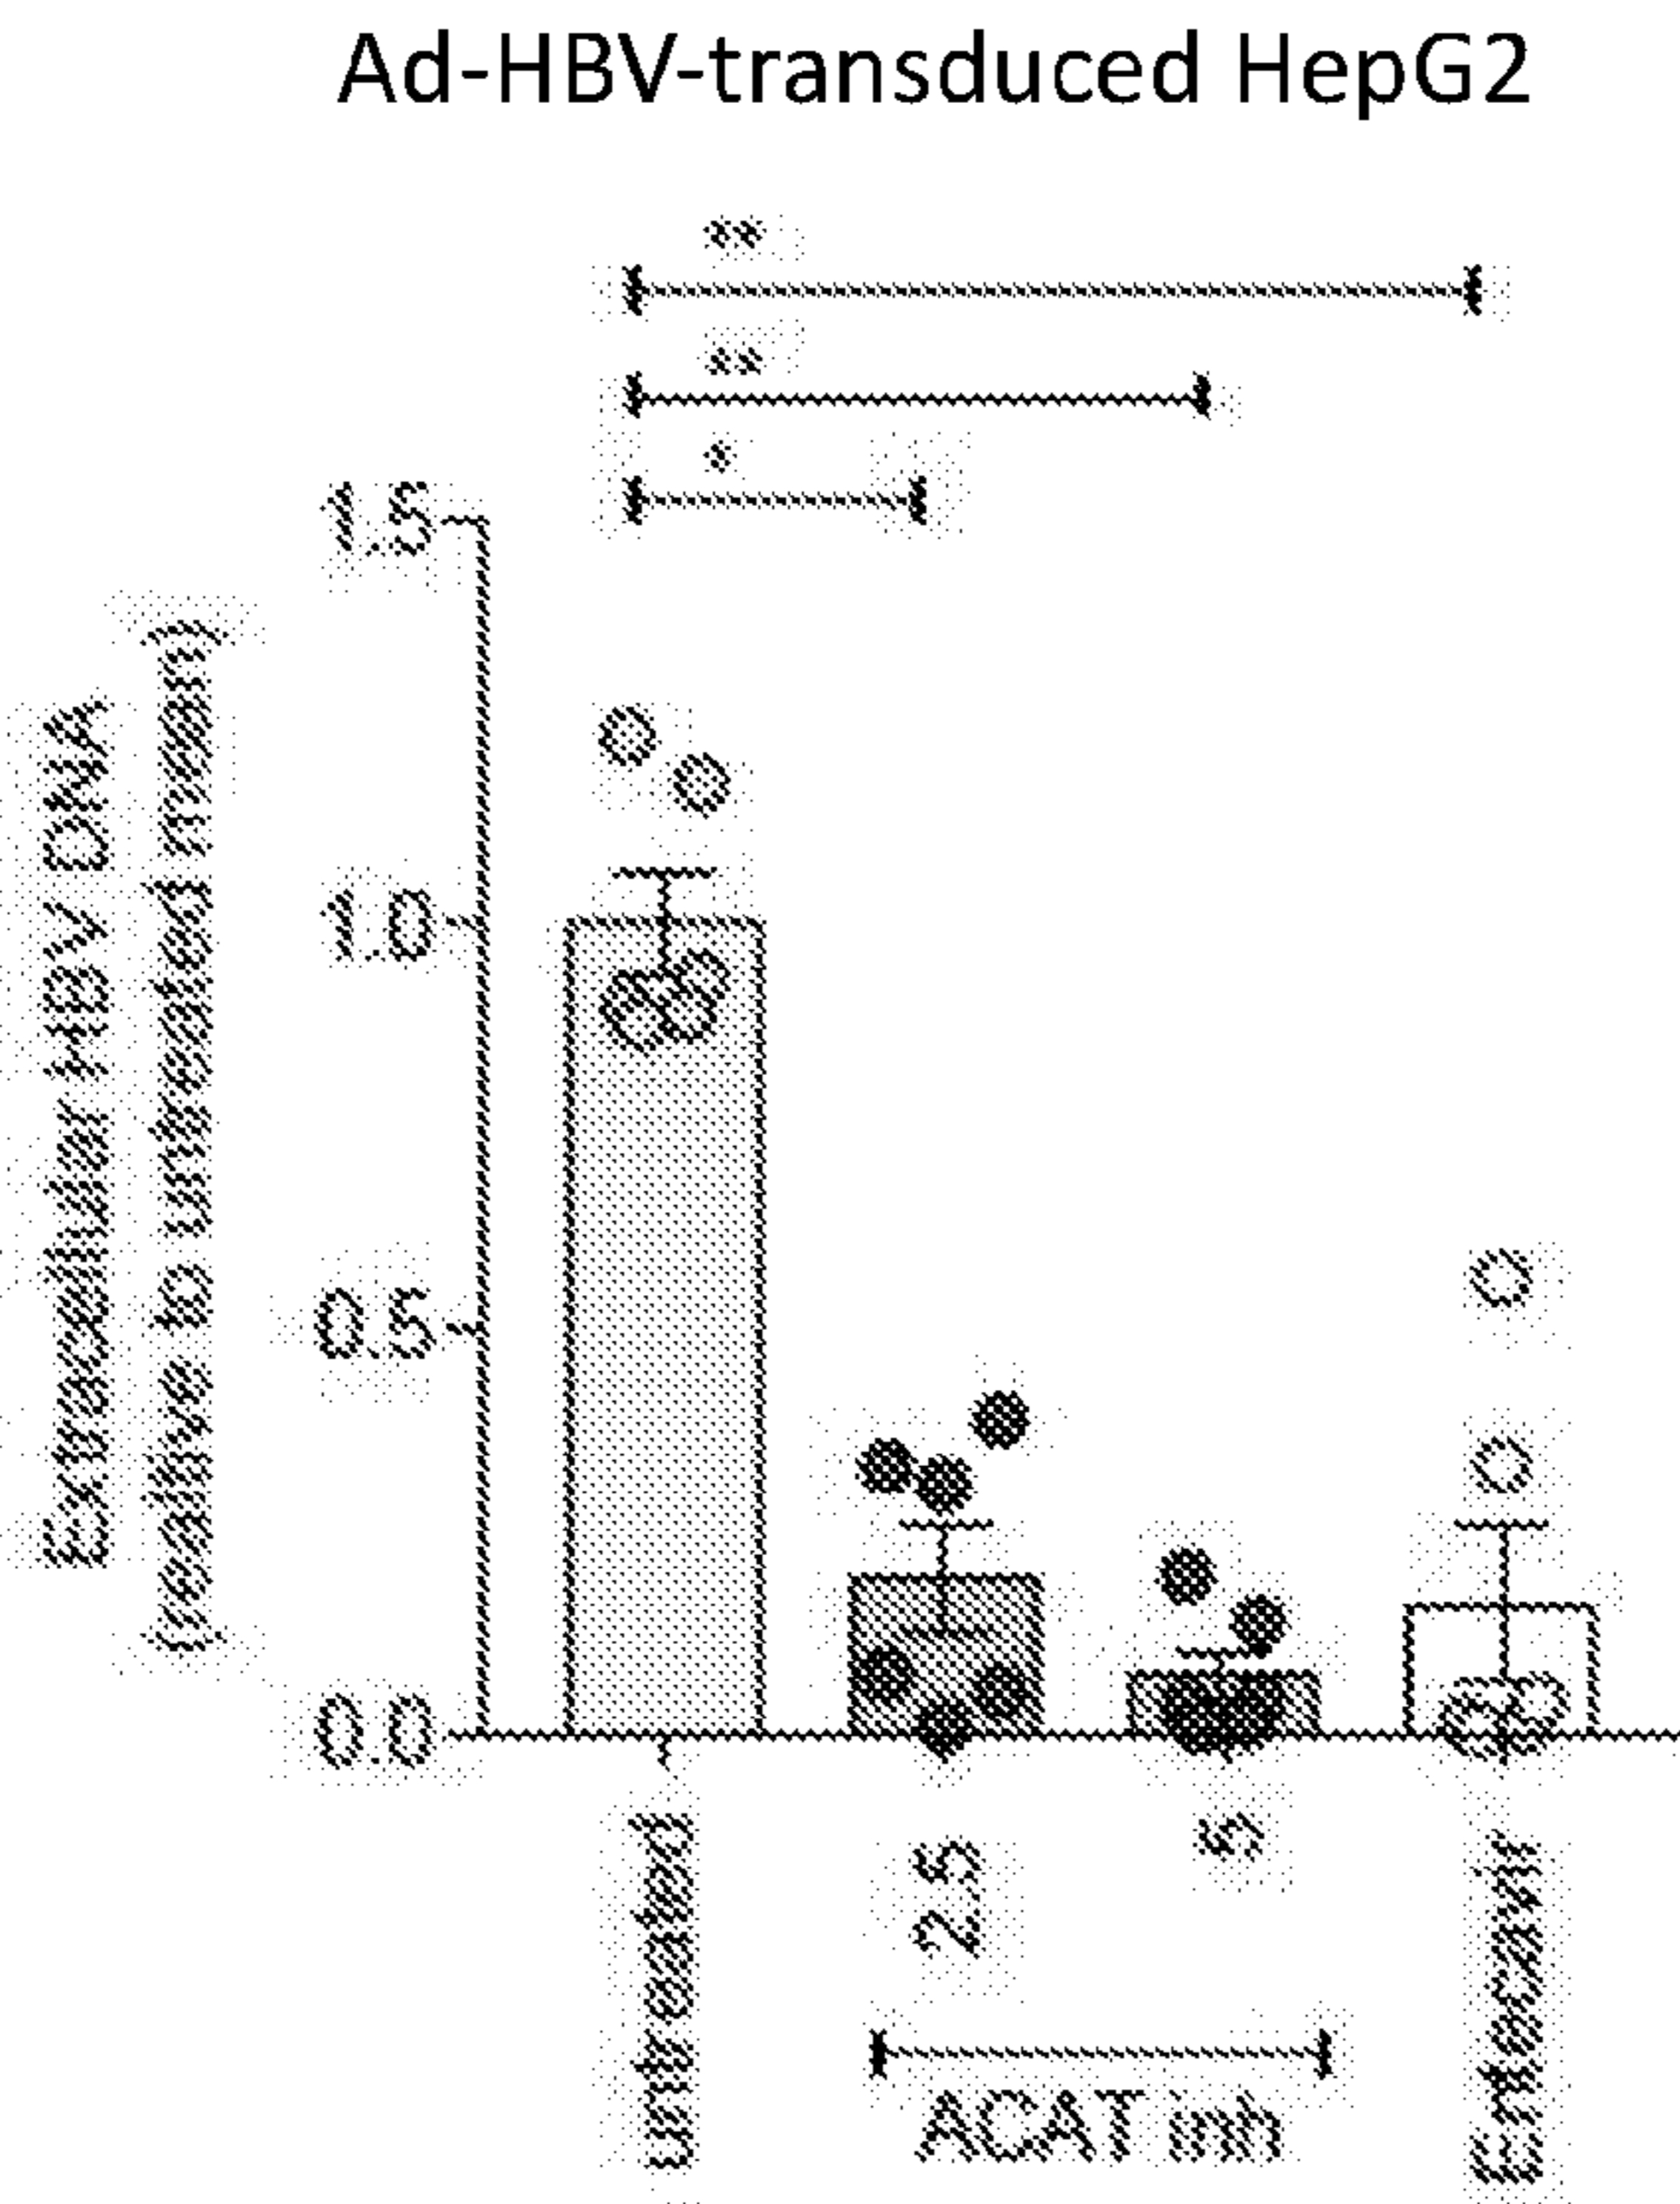 Ad-HBV-transduced HepG2
**
**
*
Extracellular HBV DNA
(relative to untreated mean)
1.5
1.0
0.5
0.0
untreated
2.5
5
Entacavir
ACAT inh